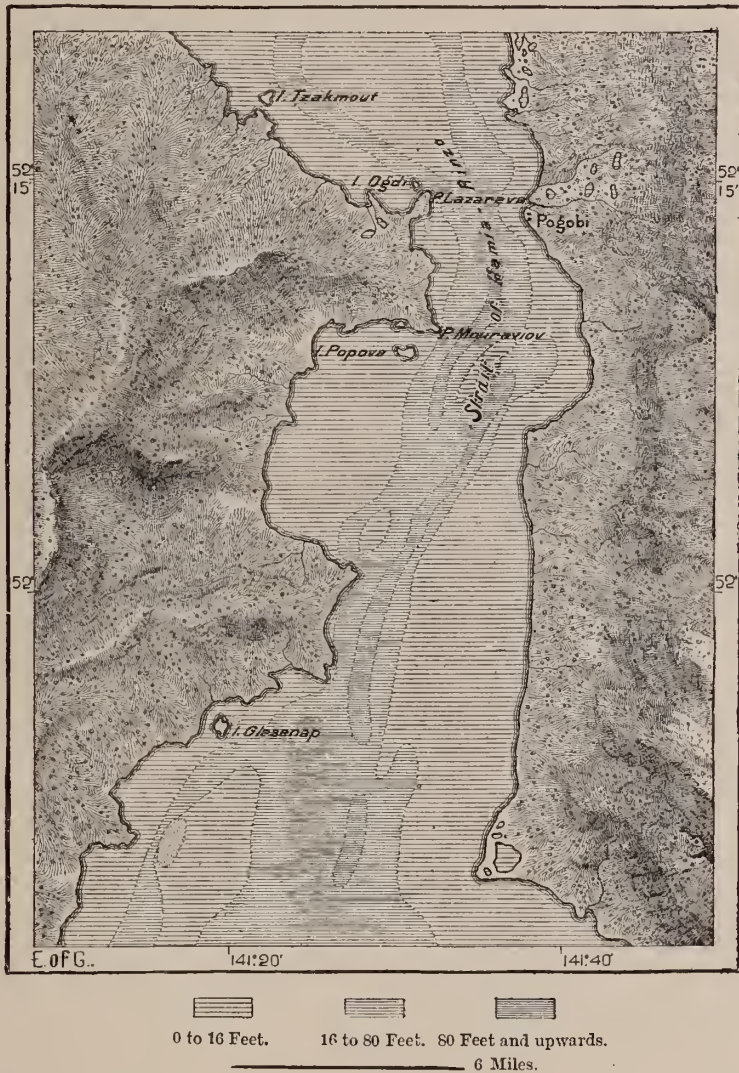 I. Tzakmout
52°
15'
52°
15'
I. Ogdi
P. Lazareva
Pogobi
Strait of Gamia-Rinzo
P. Mouraviov
I. Popova
52°
52°
I. Glesenap
E. of G..
141°20'
141°40'
0 to 16 Feet.
16 to 80 Feet.
80 Feet and upwards.
6 Miles.